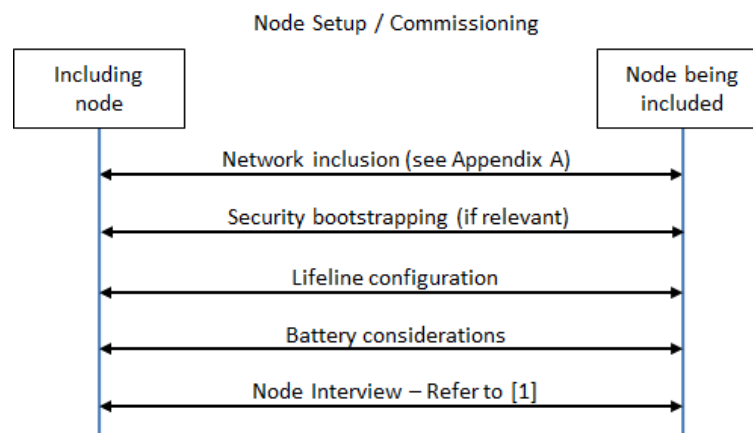 Node Setup / Commissioning
Including
node
Node being
included
Network inclusion (see Appendix A)
Security bootstrapping (if relevant)
Lifeline configuration
Battery considerations
Node Interview – Refer to [1]